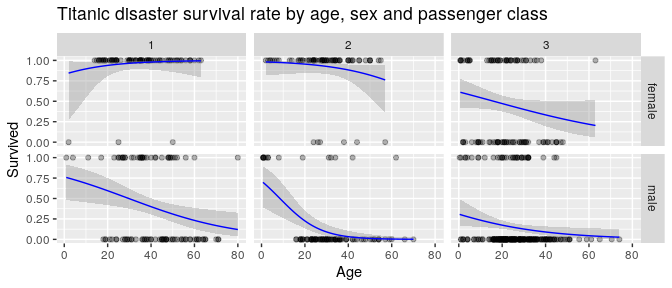 Titanic disaster survival rate by age, sex and passenger class
1 2 3
1.00
0.75
0.50
0.25
0.00
female
Survived
1.00
0.75
0.50
0.25
0.00
male
0 20 40 60 80 0 20 40 60 80 0 20 40 60 80
Age